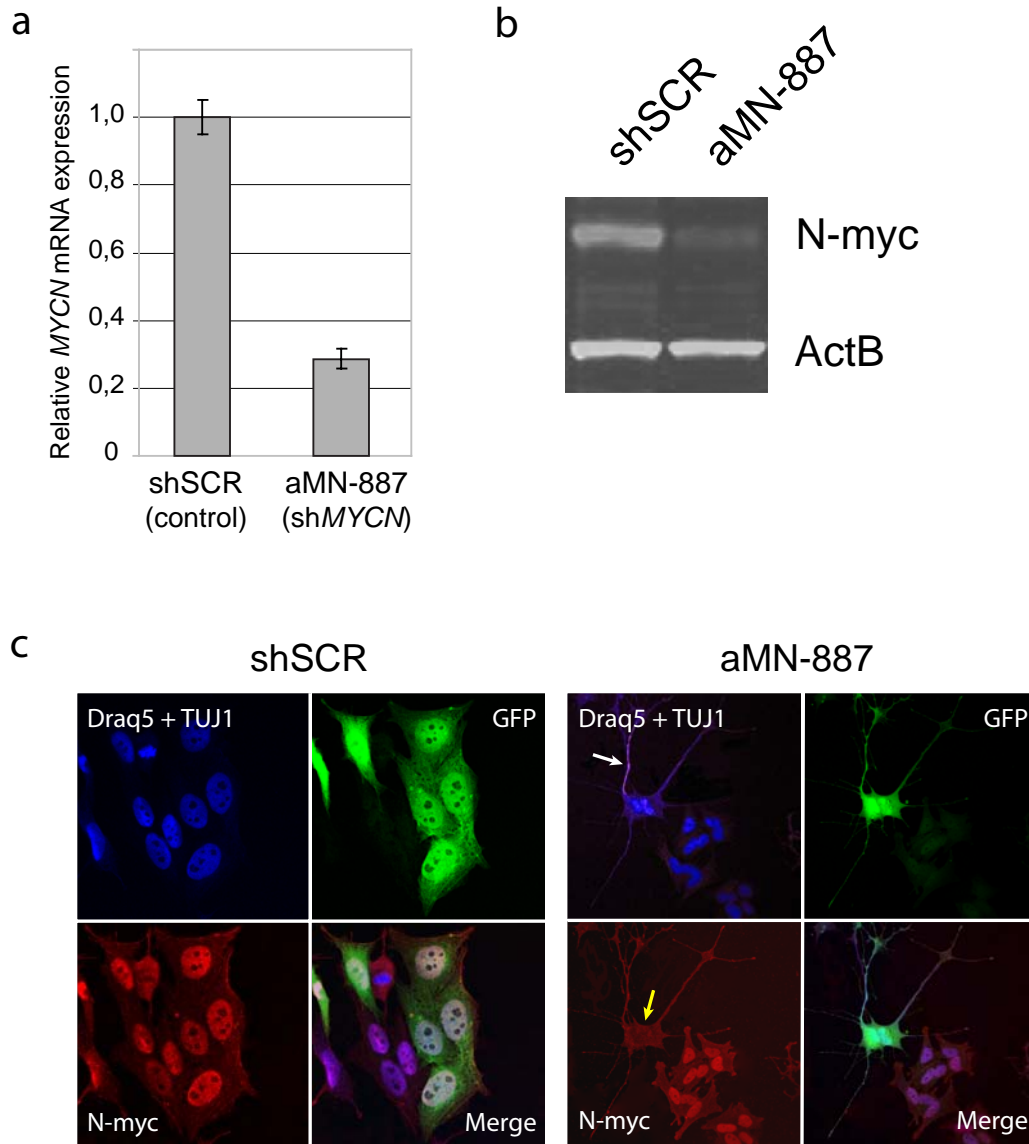 a
Relative MYCN mRNA expression
1,0
0,8
0,6
0,4
0,2
0
shSCR
(control)
aMN-887
(shMYCN)
b
shSCR
aMN-887
N-myc
ActB
c
shSCR
aMN-887
Draq5 + TUJ1
GFP
Draq5 + TUJ1
GFP
N-myc
Merge
N-myc
Merge